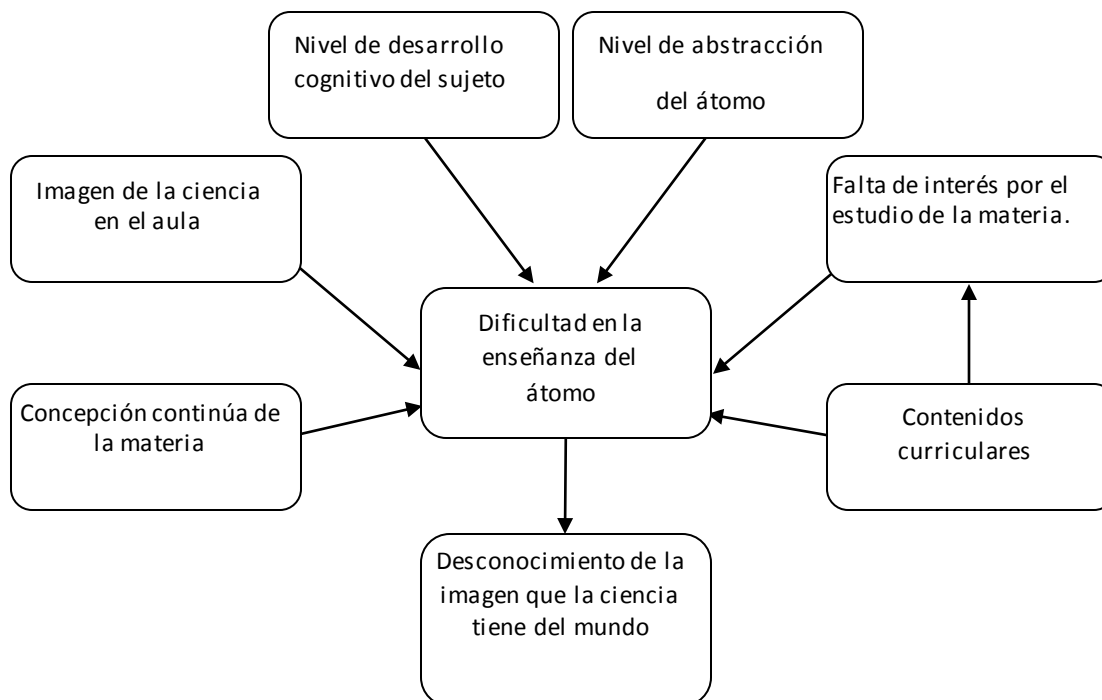 Nivel de desarrollo
cognitivo del sujeto
Nivel de abstracción
del átomo
Imagen de la ciencia
en el aula
Falta de interés por el
estudio de la materia.
Dificultad en la
enseñanza del
átomo
Concepción continúa de
la materia
Contenidos
curriculares
Desconocimiento de la
imagen que la ciencia
tiene del mundo